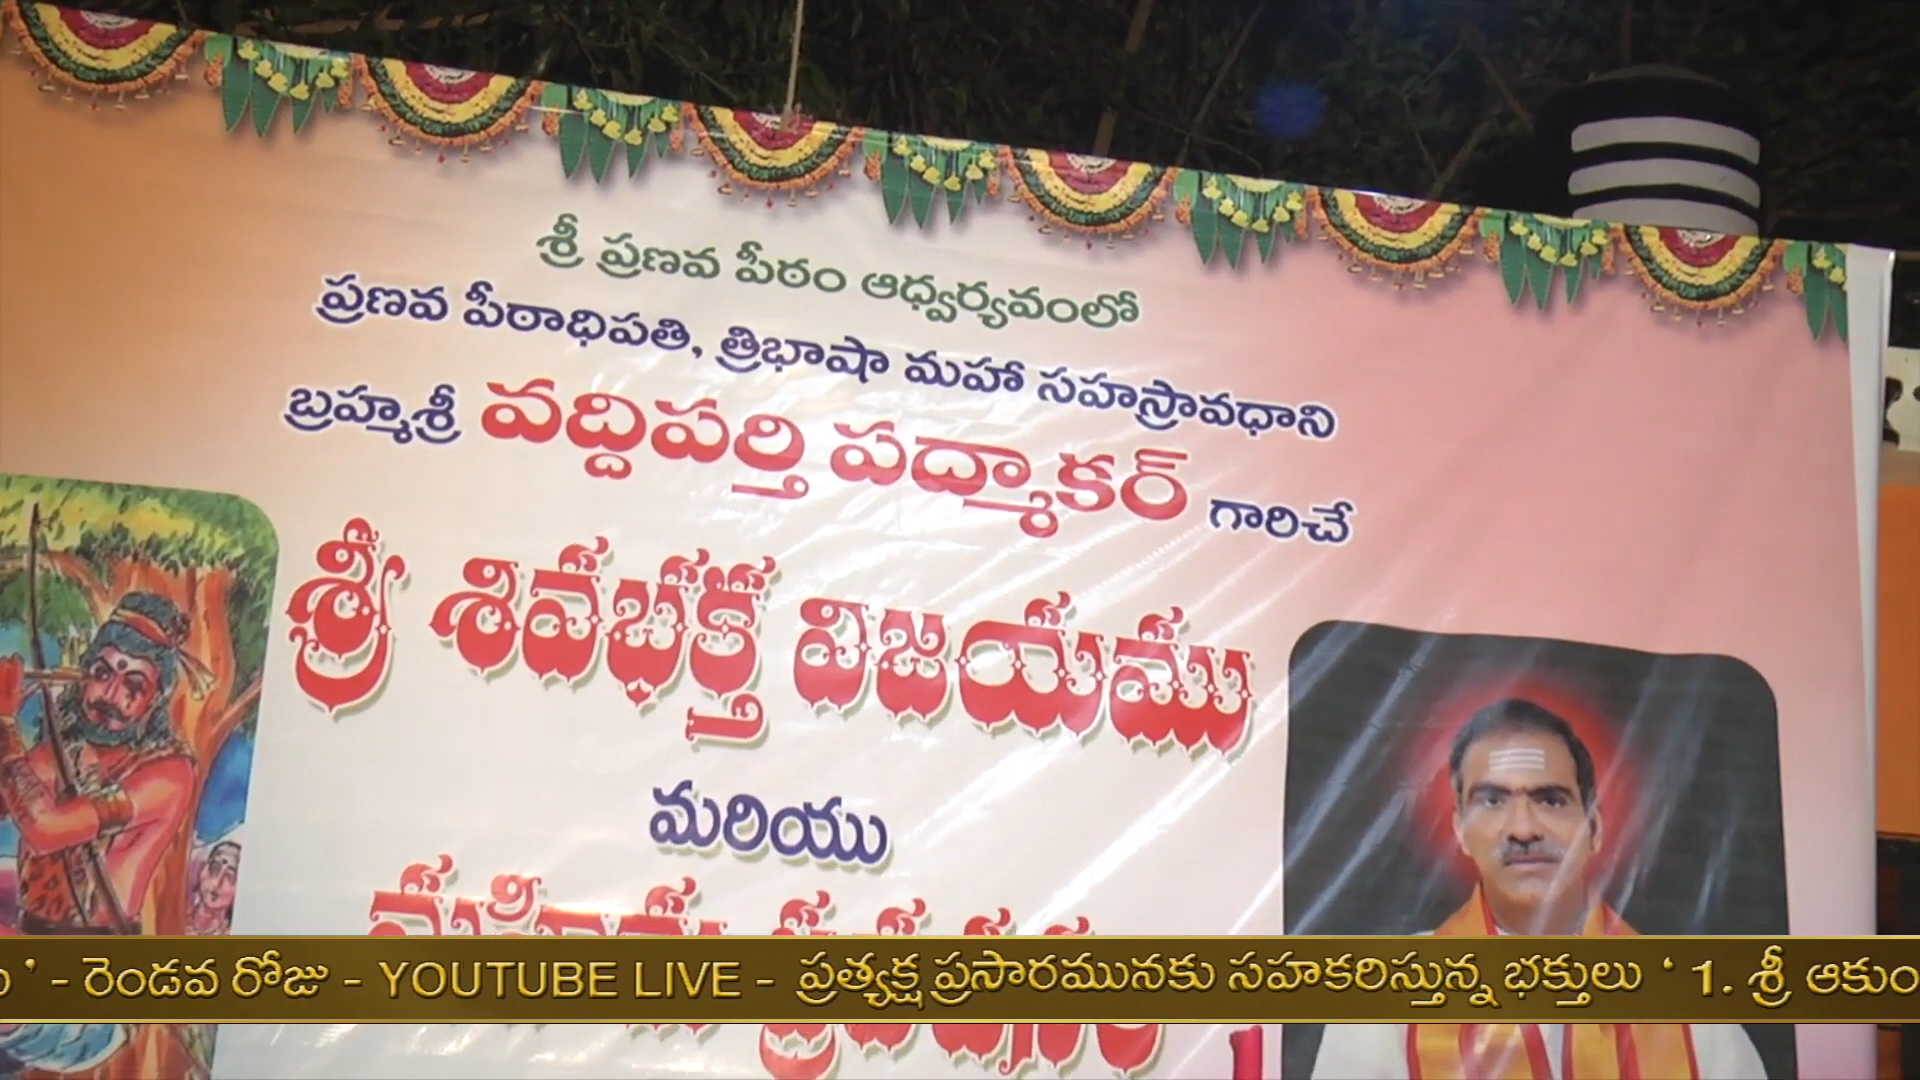 శ్రీ ప్రణవ పీఠం ఆధ్వర్యవంలో
ప్రణవ పీఠాధిపతి, త్రిభాషా మహా సహస్రావధాని
బ్రహ్మశ్రీ వద్దిపర్తి పద్మాకర్ గారిచే
శ్రీ శివభక్త విజయము
మరియు
' - రెండవ రోజు - YOUTUBE LIVE - ప్రత్యక్ష ప్రసారమునకు సహకరిస్తున్న భక్తులు ' 1. శ్రీ ఆకుం